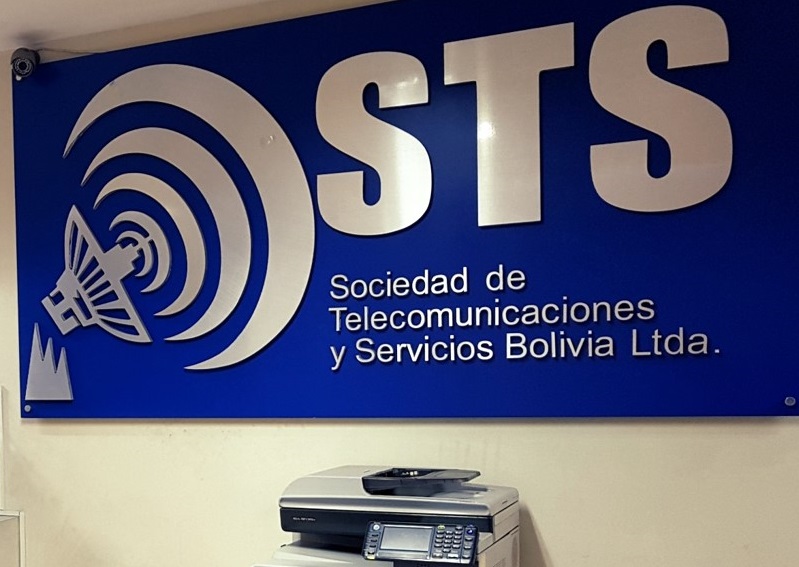 STS
Sociedad de
Telecomunicaciones
y Servicios Bolivia Ltda.